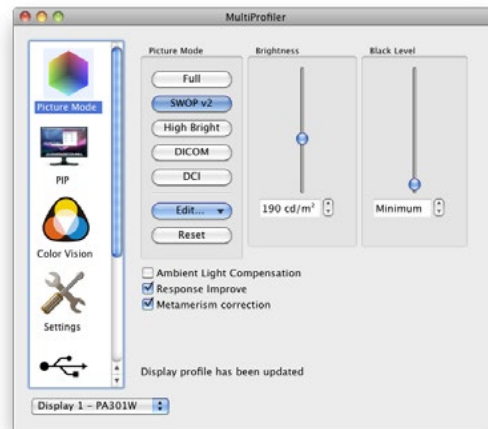 MultiProfiler
Picture Mode
PIP
Color Vision
Settings
Picture Mode
Full
SWOP v2
High Bright
DICOM
DCI
Edit...
Reset
Brightness
190 cd/m²
Black Level
Minimum
Ambient Light Compensation
Response Improve
Metamerism correction
Display profile has been updated
Display 1 - PA301W